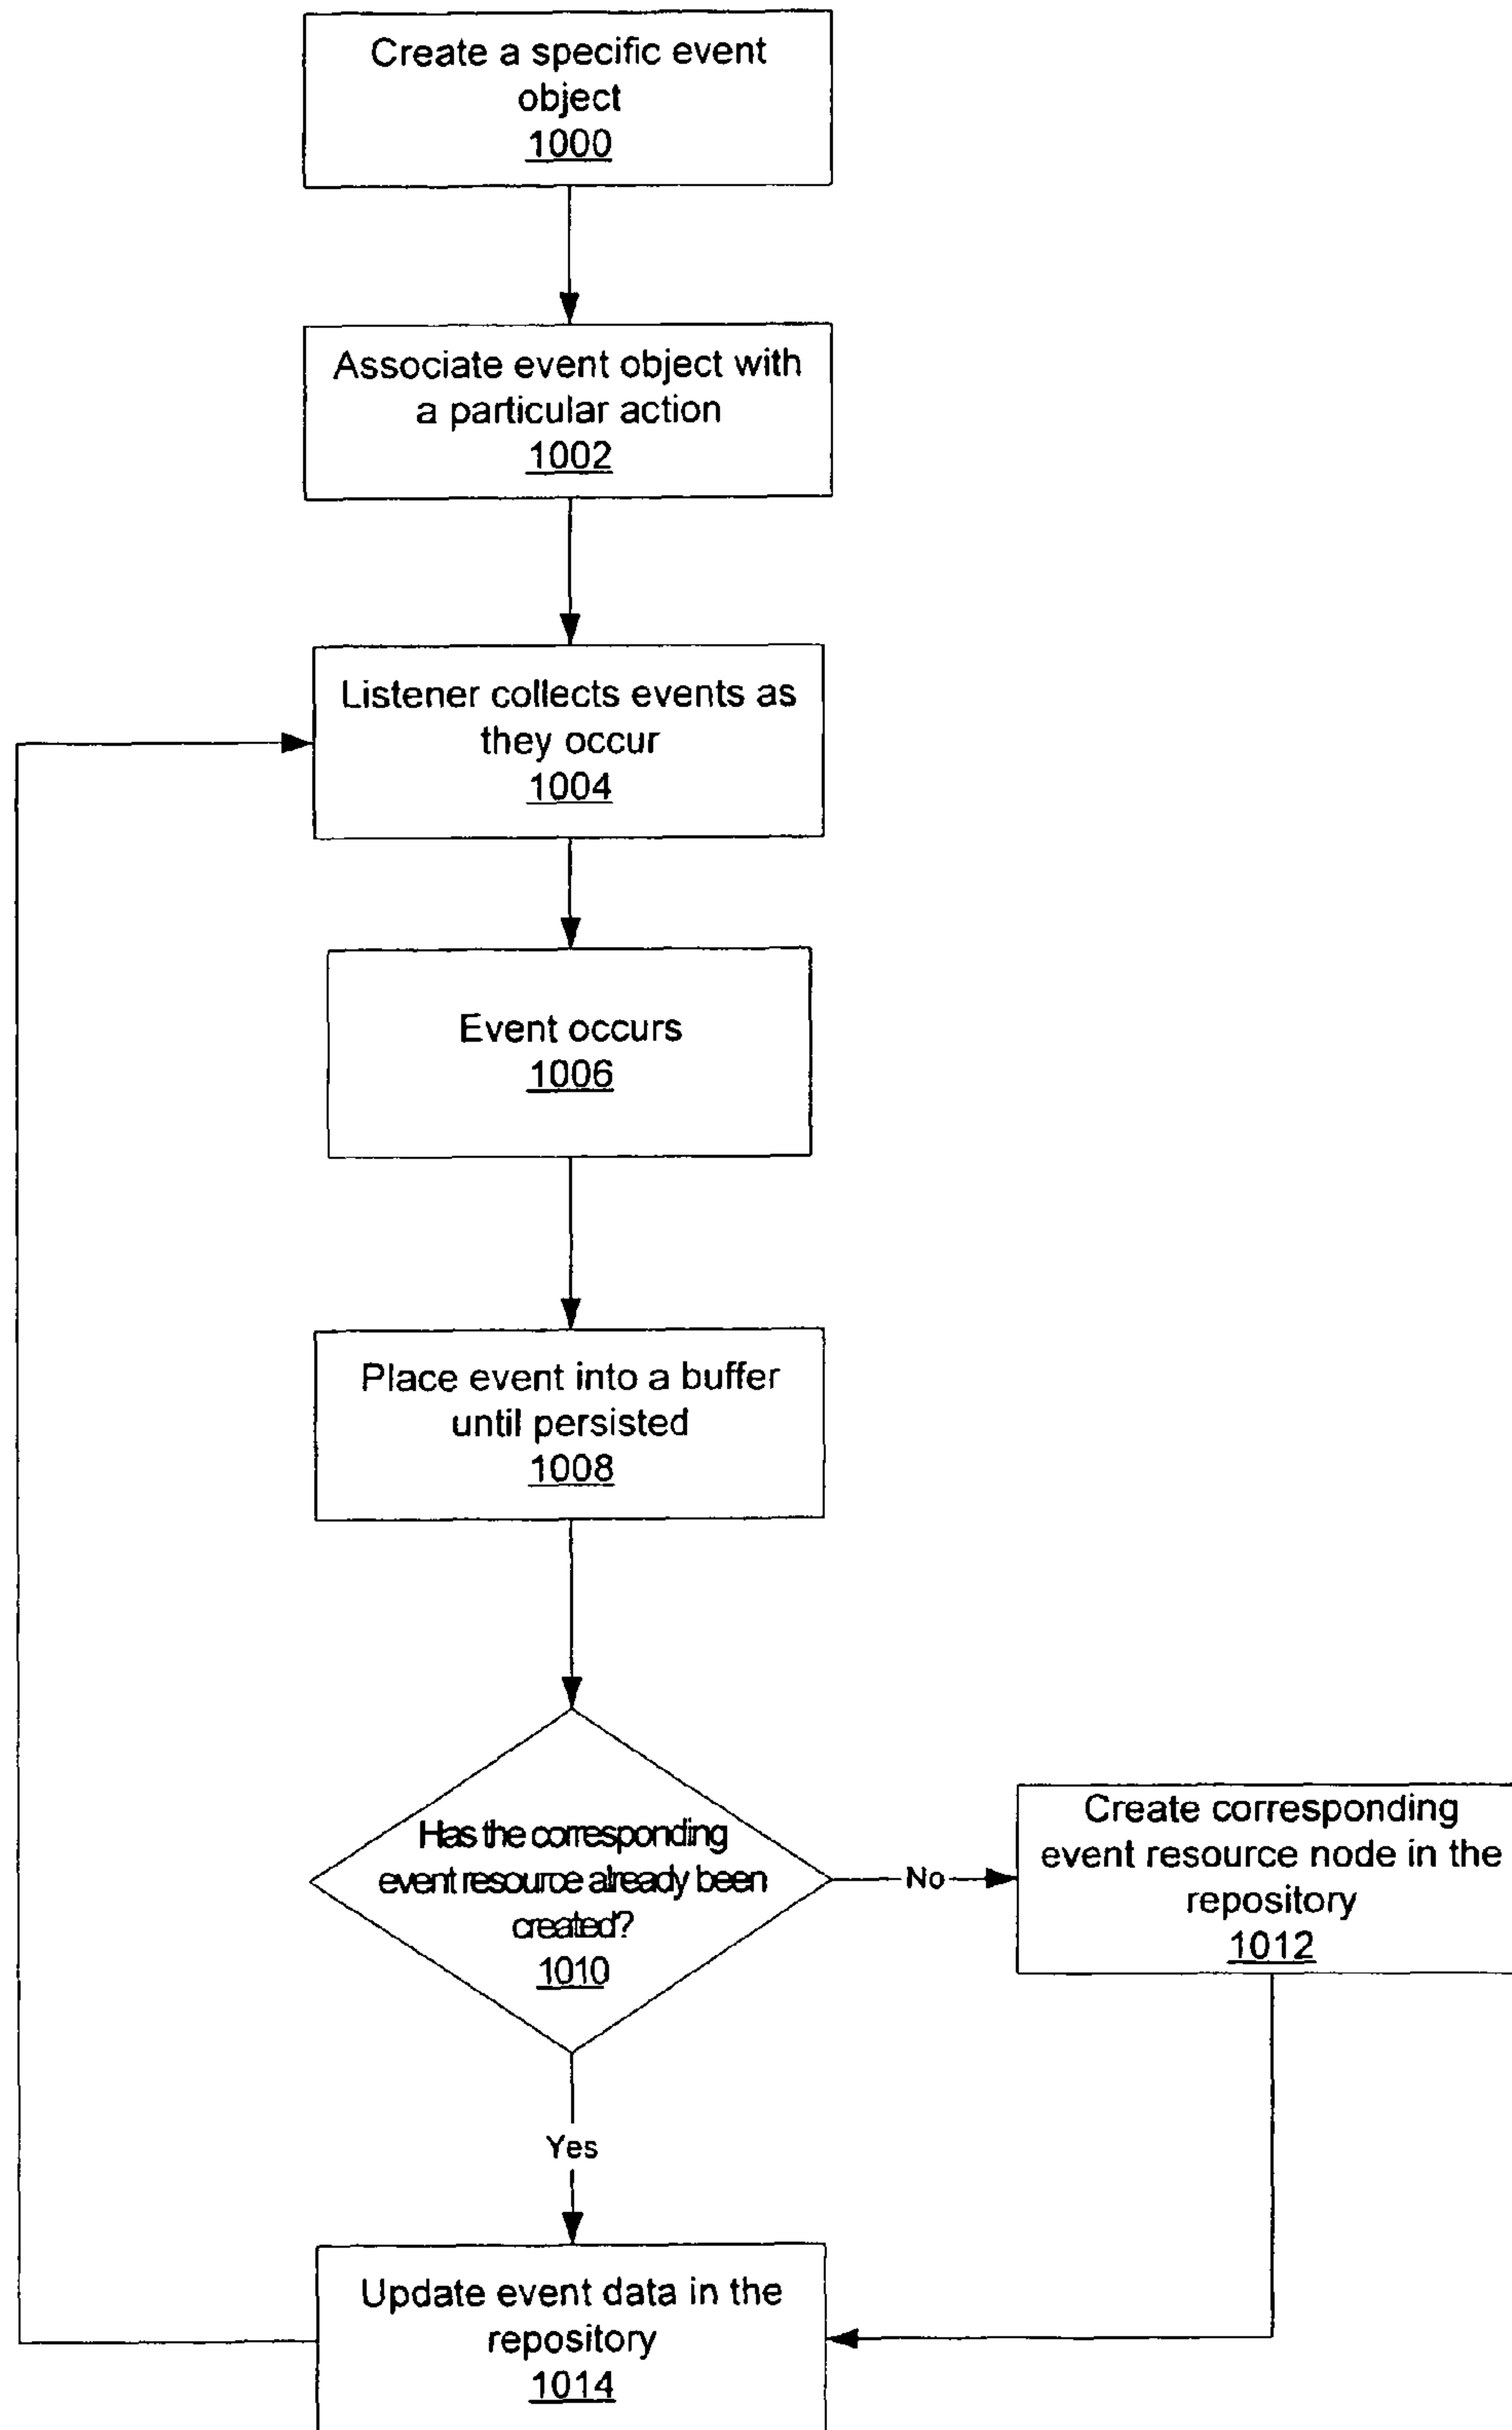 Create a specific event
object
1000
Associate event object with
a particular action
1002
Listener collects events as
they occur
1004
Event occurs
1006
Place event into a buffer
until persisted
1008
Has the corresponding
event resource already been
created?
1010
No
Create corresponding
event resource node in the
repository
1012
Yes
Update event data in the
repository
1014